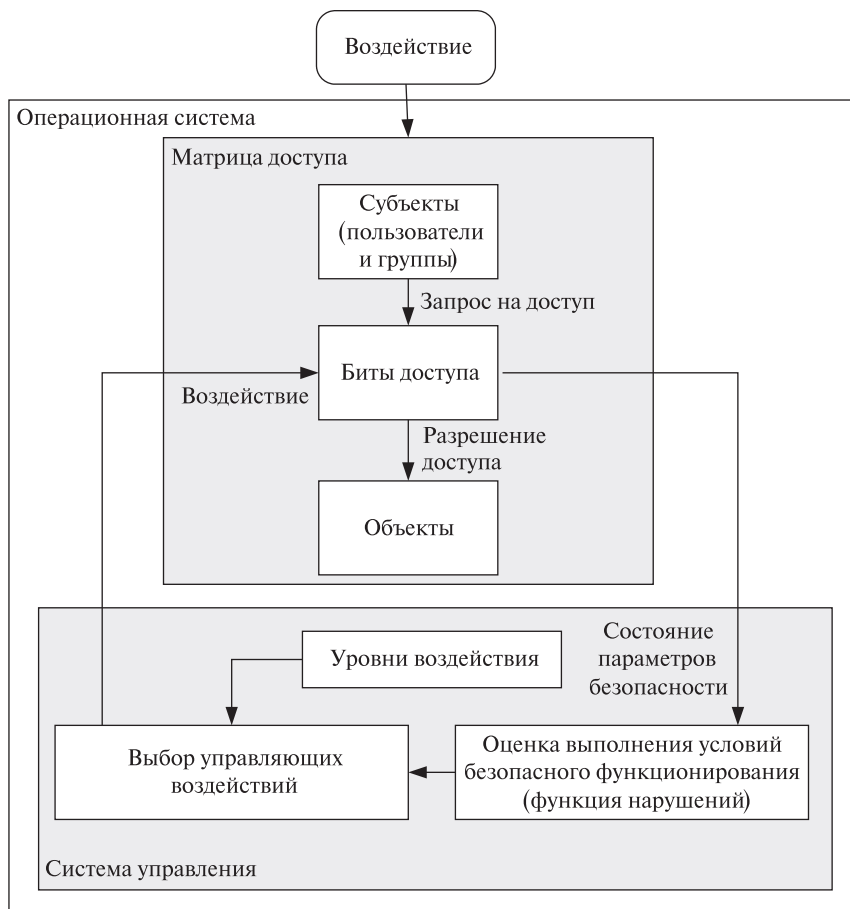 Воздействие
Операционная система
Матрица доступа
Субъекты
(пользователи
и группы)
Запрос на доступ
Биты доступа
Воздействие
Разрешение
доступа
Объекты
Состояние
параметров
безопасности
Уровни воздействия
Выбор управляющих
воздействий
Оценка выполнения условий
безопасного функционирования
(функция нарушений)
Система управления